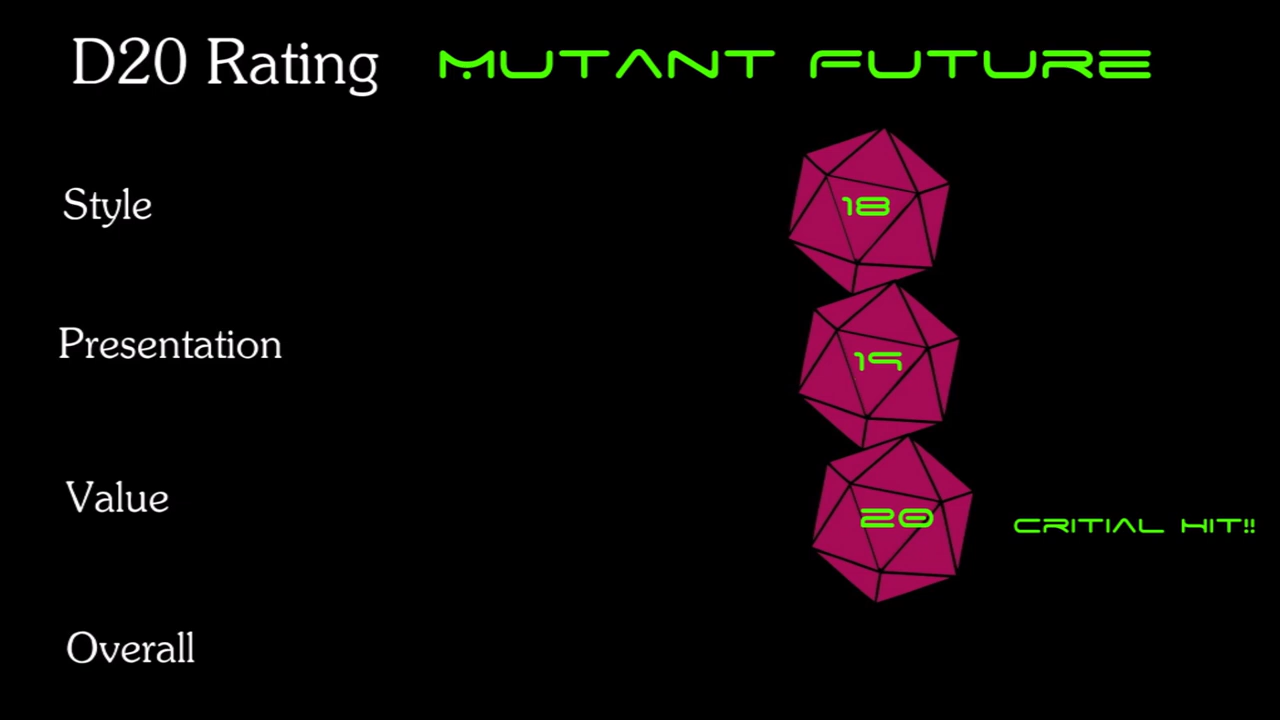 D20 Rating MUTANT FUTURE
Style 18
Presentation 19
Value 20 CRITIAL HIT!!
Overall